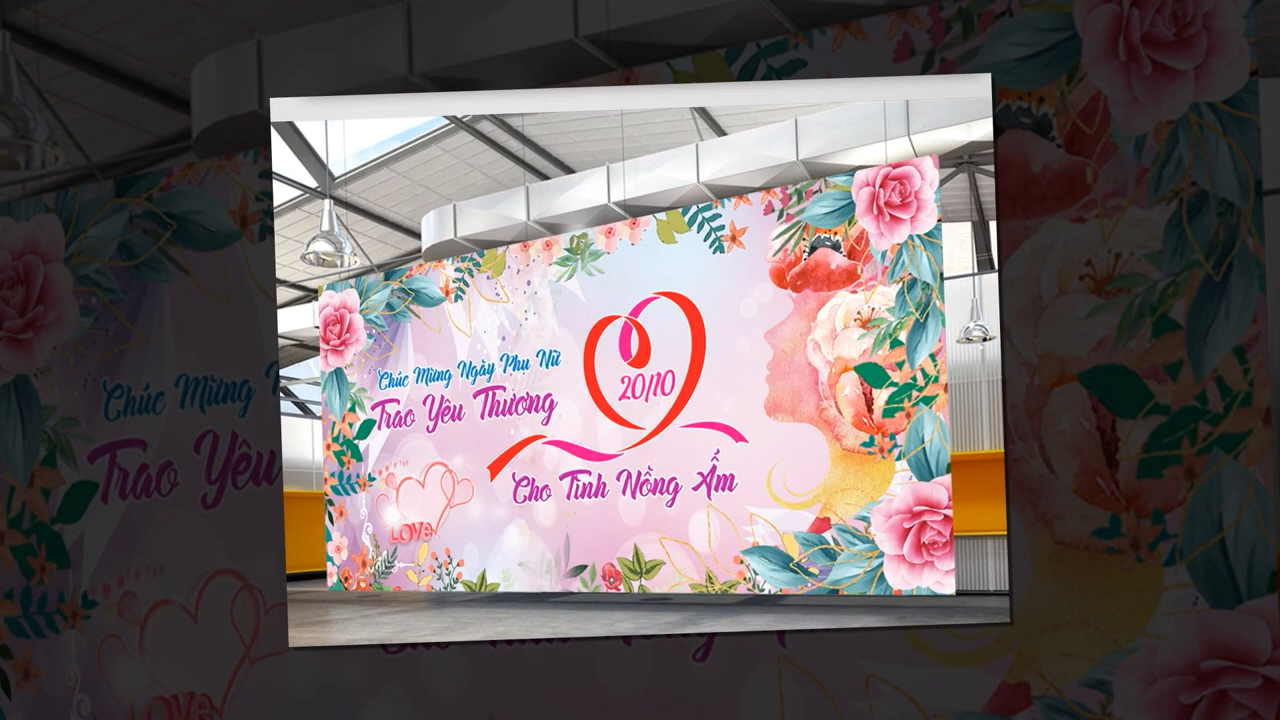 Chúc Mừng Ngày Phụ Nữ
Trao Yêu Thương
20/10
Cho Tình Nồng Ấm
LOVE